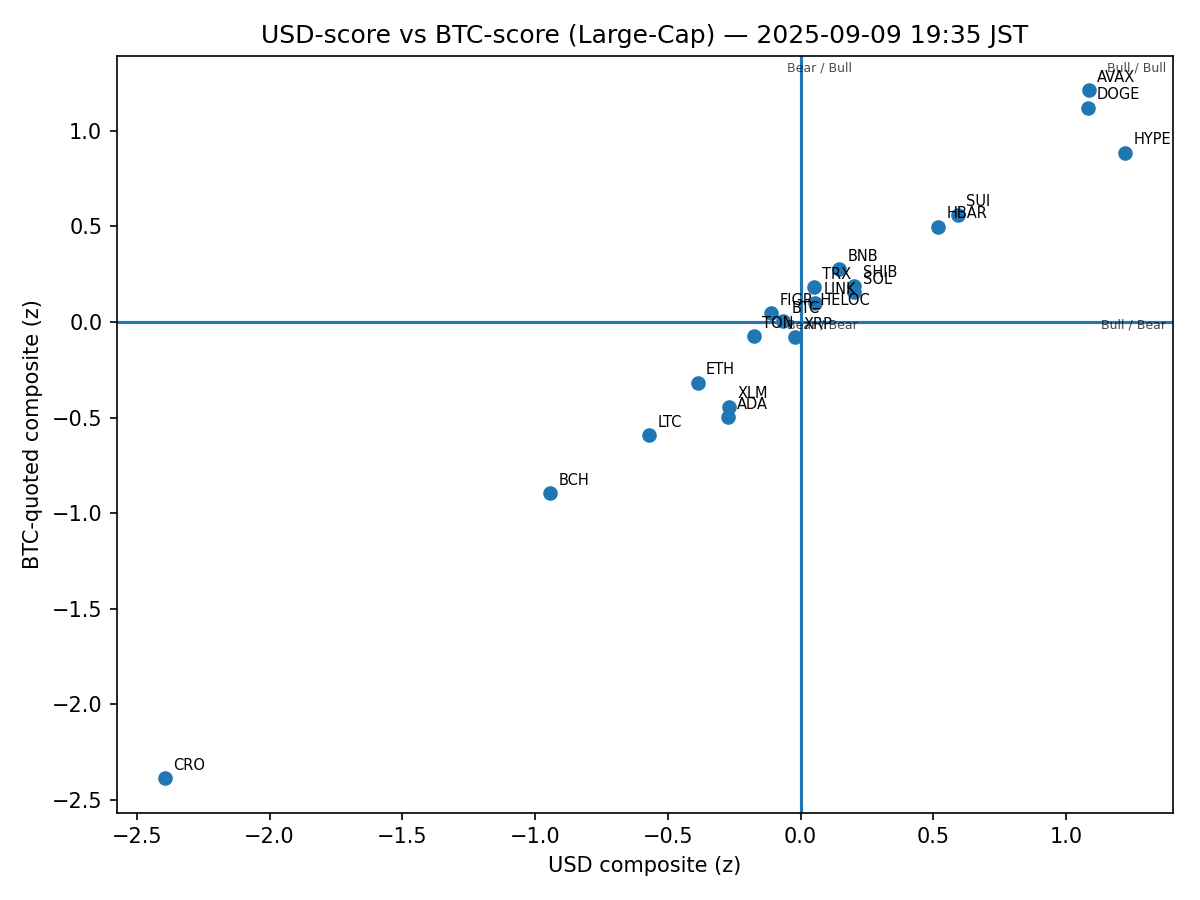 USD-score vs BTC-score (Large-Cap) — 2025-09-09 19:35 JST
Bear / Bull
Bull / Bull
AVAX
DOGE
HYPE
SUI
HBAR
BNB
SHIB
TRX
SOL
LINK
FIGR_HELOC
BTC
TON
XRP
Bear / Bear
Bull / Bear
ETH
XLM
ADA
LTC
BCH
CRO
1.0
0.5
0.0
−0.5
−1.0
−1.5
−2.0
−2.5
BTC-quoted composite (z)
−2.5
−2.0
−1.5
−1.0
−0.5
0.0
0.5
1.0
USD composite (z)